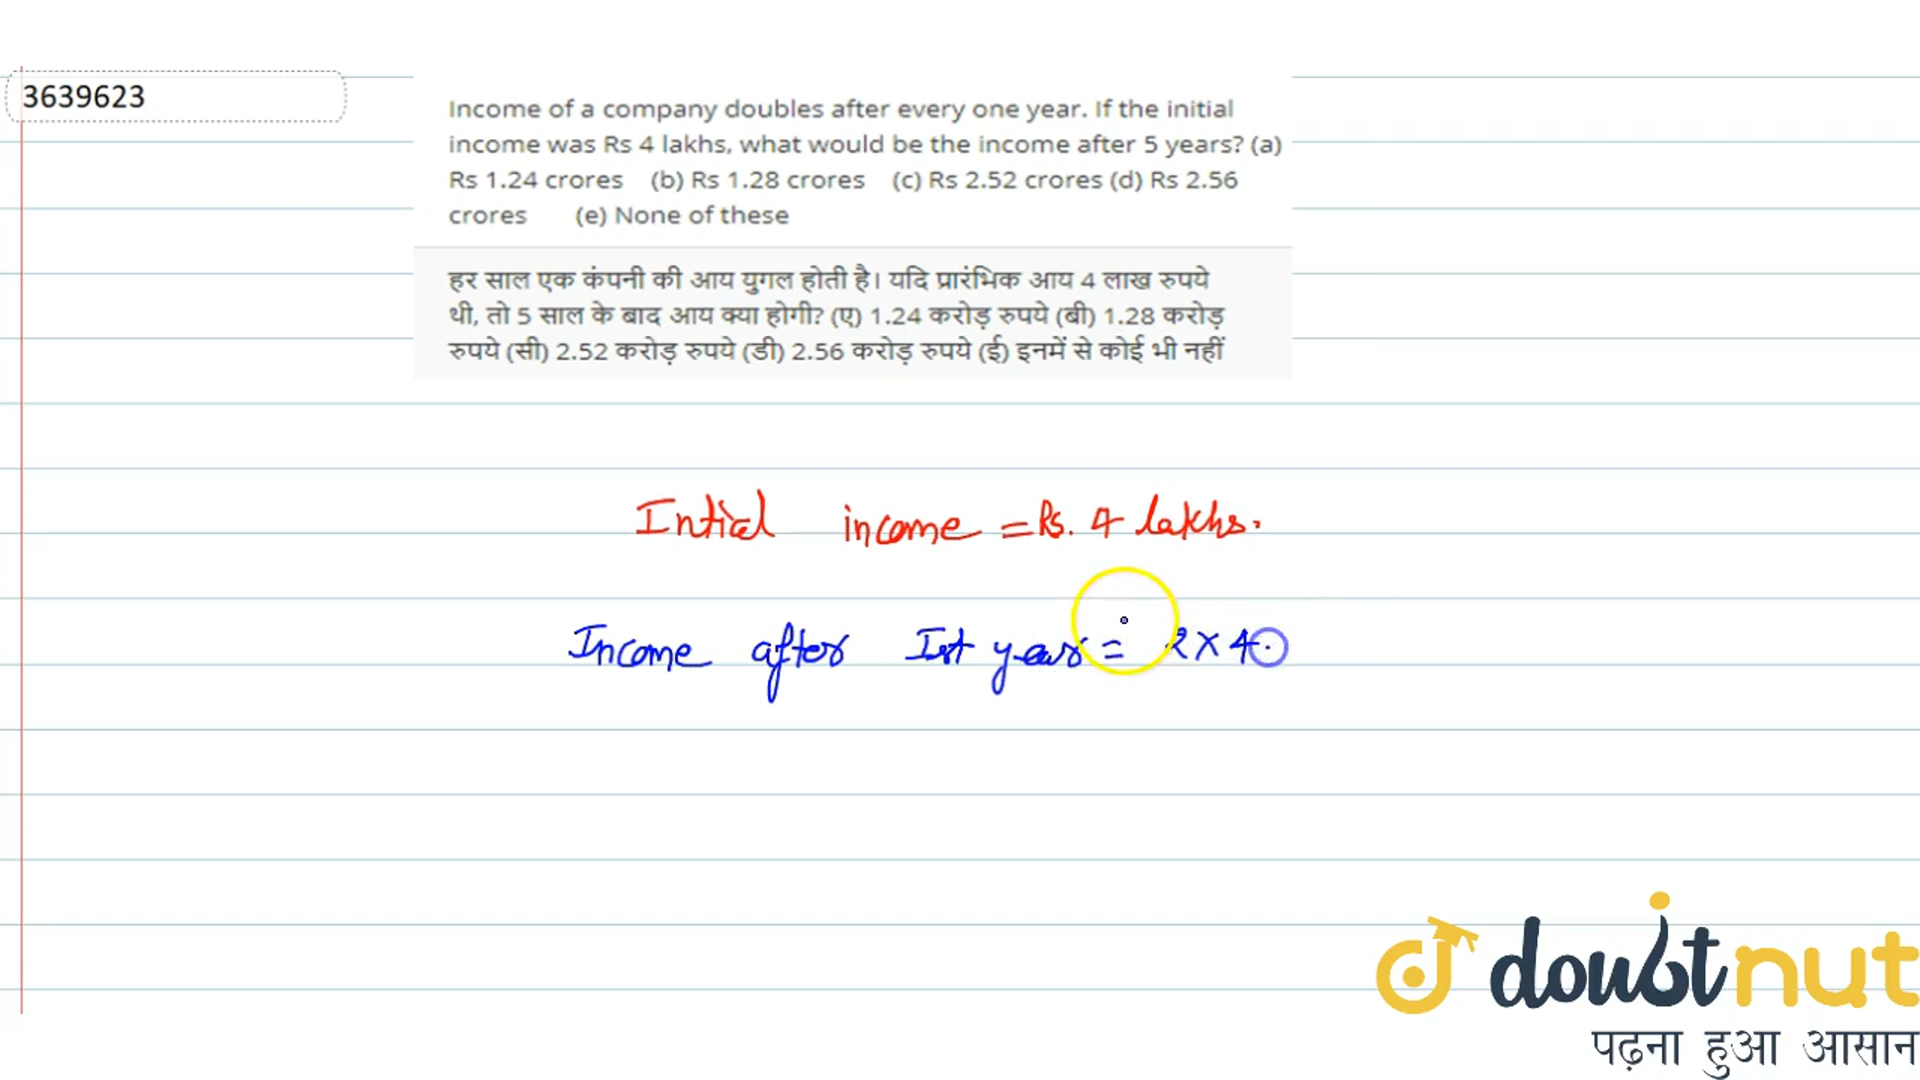 3639623
Income of a company doubles after every one year. If the initial
income was Rs 4 lakhs, what would be the income after 5 years? (a)
Rs 1.24 crores (b) Rs 1.28 crores (c) Rs 2.52 crores (d) Rs 2.56
crores (e) None of these
हर साल एक कंपनी की आय युगल होती है। यदि प्रारंभिक आय 4 लाख रुपये
थी, तो 5 साल के बाद आय क्या होगी? (ए) 1.24 करोड़ रुपये (बी) 1.28 करोड़
रुपये (सी) 2.52 करोड़ रुपये (डी) 2.56 करोड़ रुपये (ई) इनमें से कोई भी नहीं
Intial income = Rs. 4 lakhs.
Income after Ist year = 2 × 4.
doubtnut
पढ़ना हुआ आसान